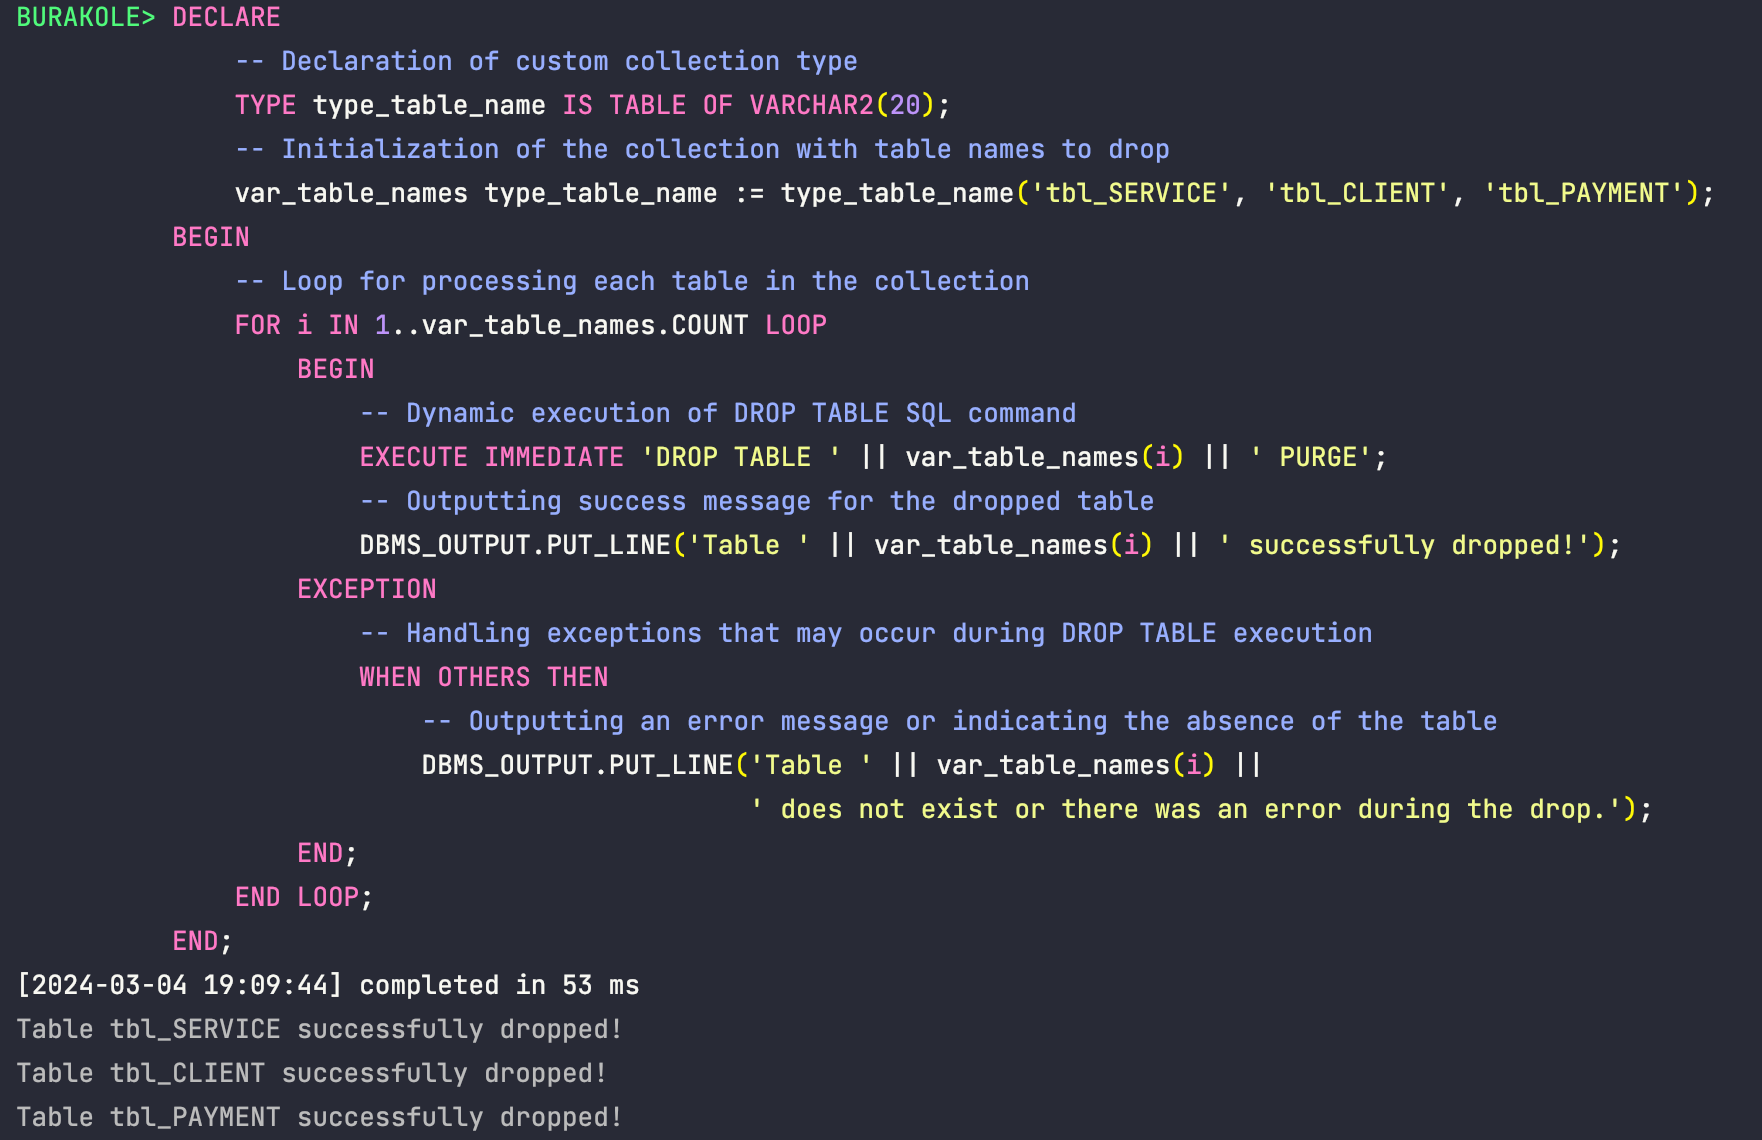 BURAKOLE> DECLARE
-- Declaration of custom collection type
TYPE type_table_name IS TABLE OF VARCHAR2(20);
-- Initialization of the collection with table names to drop
var_table_names type_table_name := type_table_name('tbl_SERVICE', 'tbl_CLIENT', 'tbl_PAYMENT');
BEGIN
-- Loop for processing each table in the collection
FOR i IN 1..var_table_names.COUNT LOOP
BEGIN
-- Dynamic execution of DROP TABLE SQL command
EXECUTE IMMEDIATE 'DROP TABLE ' || var_table_names(i) || ' PURGE';
-- Outputting success message for the dropped table
DBMS_OUTPUT.PUT_LINE('Table ' || var_table_names(i) || ' successfully dropped!');
EXCEPTION
-- Handling exceptions that may occur during DROP TABLE execution
WHEN OTHERS THEN
-- Outputting an error message or indicating the absence of the table
DBMS_OUTPUT.PUT_LINE('Table ' || var_table_names(i) ||
' does not exist or there was an error during the drop.');
END;
END LOOP;
END;
[2024-03-04 19:09:44] completed in 53 ms
Table tbl_SERVICE successfully dropped!
Table tbl_CLIENT successfully dropped!
Table tbl_PAYMENT successfully dropped!